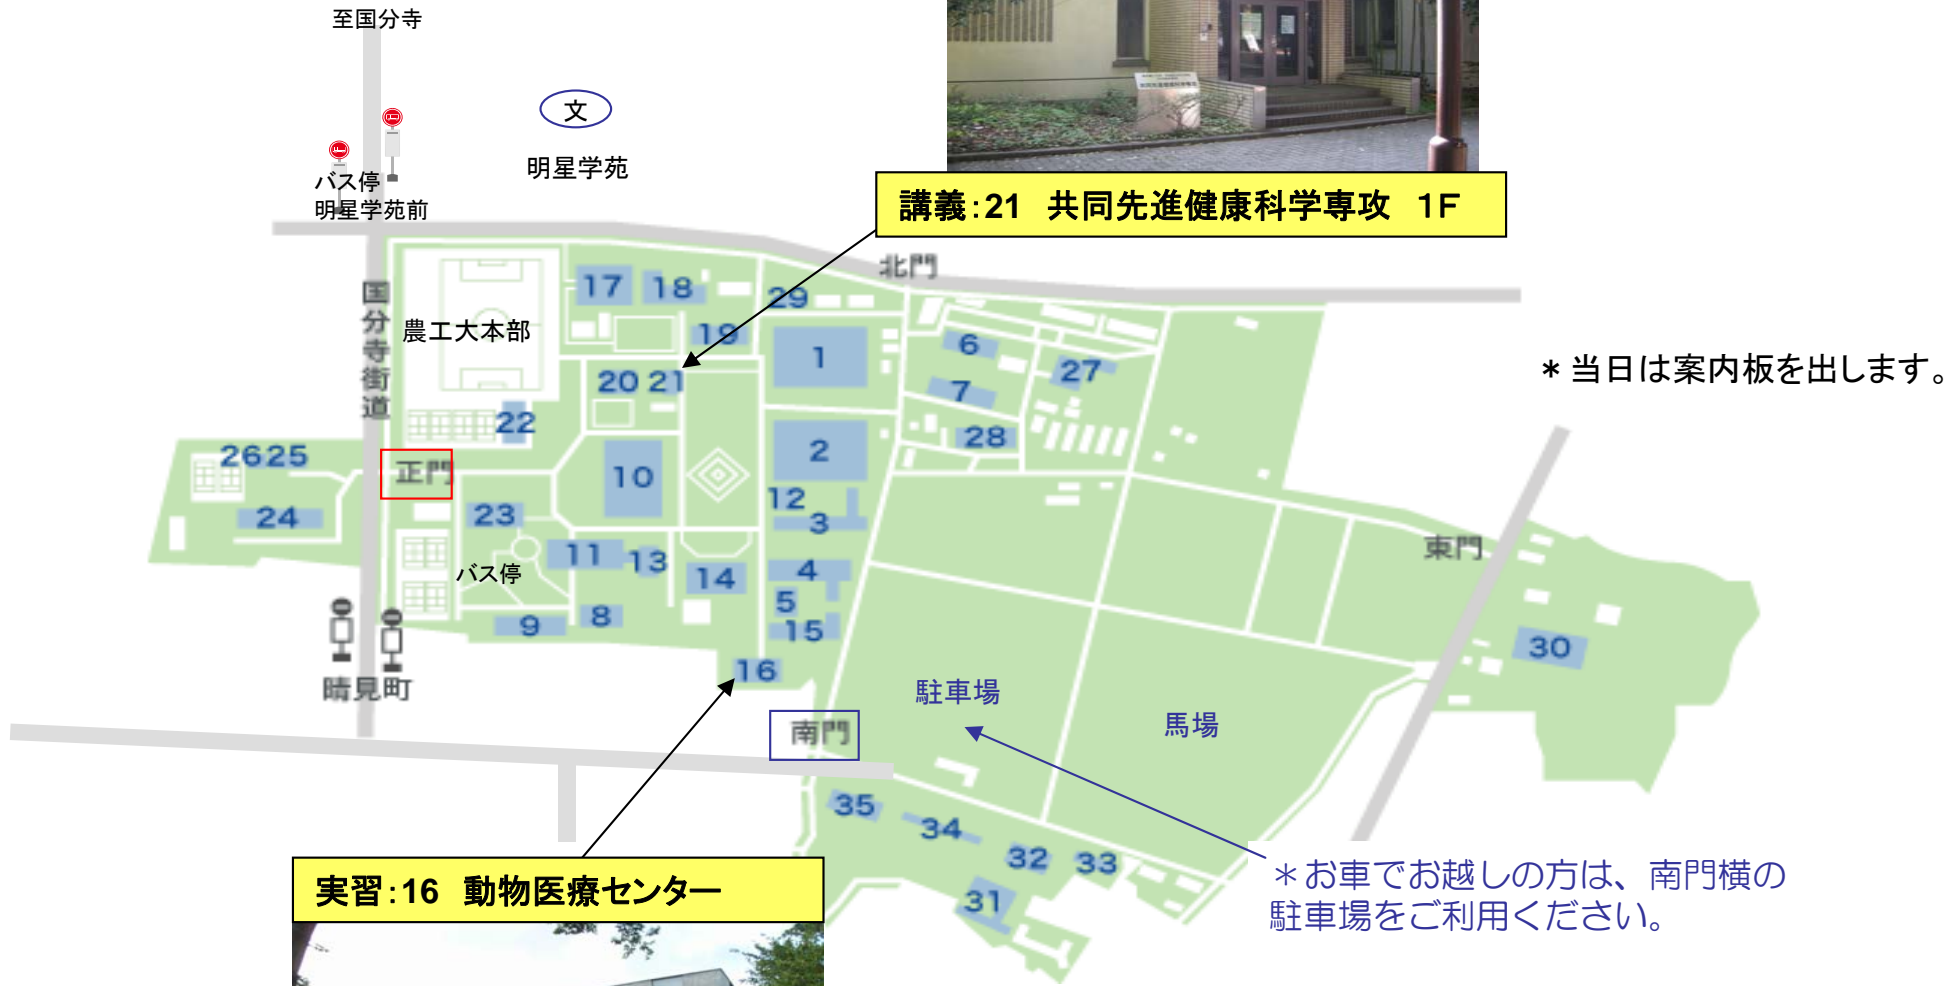 至国分寺
文
明星学苑
バス停
明星学苑前
講義:21　共同先進健康科学専攻　1F
北門
国分寺街道
農工大本部
17
18
29
19
1
6
27
7
20
21
22
2
28
*当日は案内板を出します。
26
25
正門
10
12
24
23
3
11
13
4
東門
バス停
14
5
8
9
15
30
16
晴見町
駐車場
馬場
南門
35
34
32
33
31
実習:16　動物医療センター
＊お車でお越しの方は、南門横の
駐車場をご利用ください。